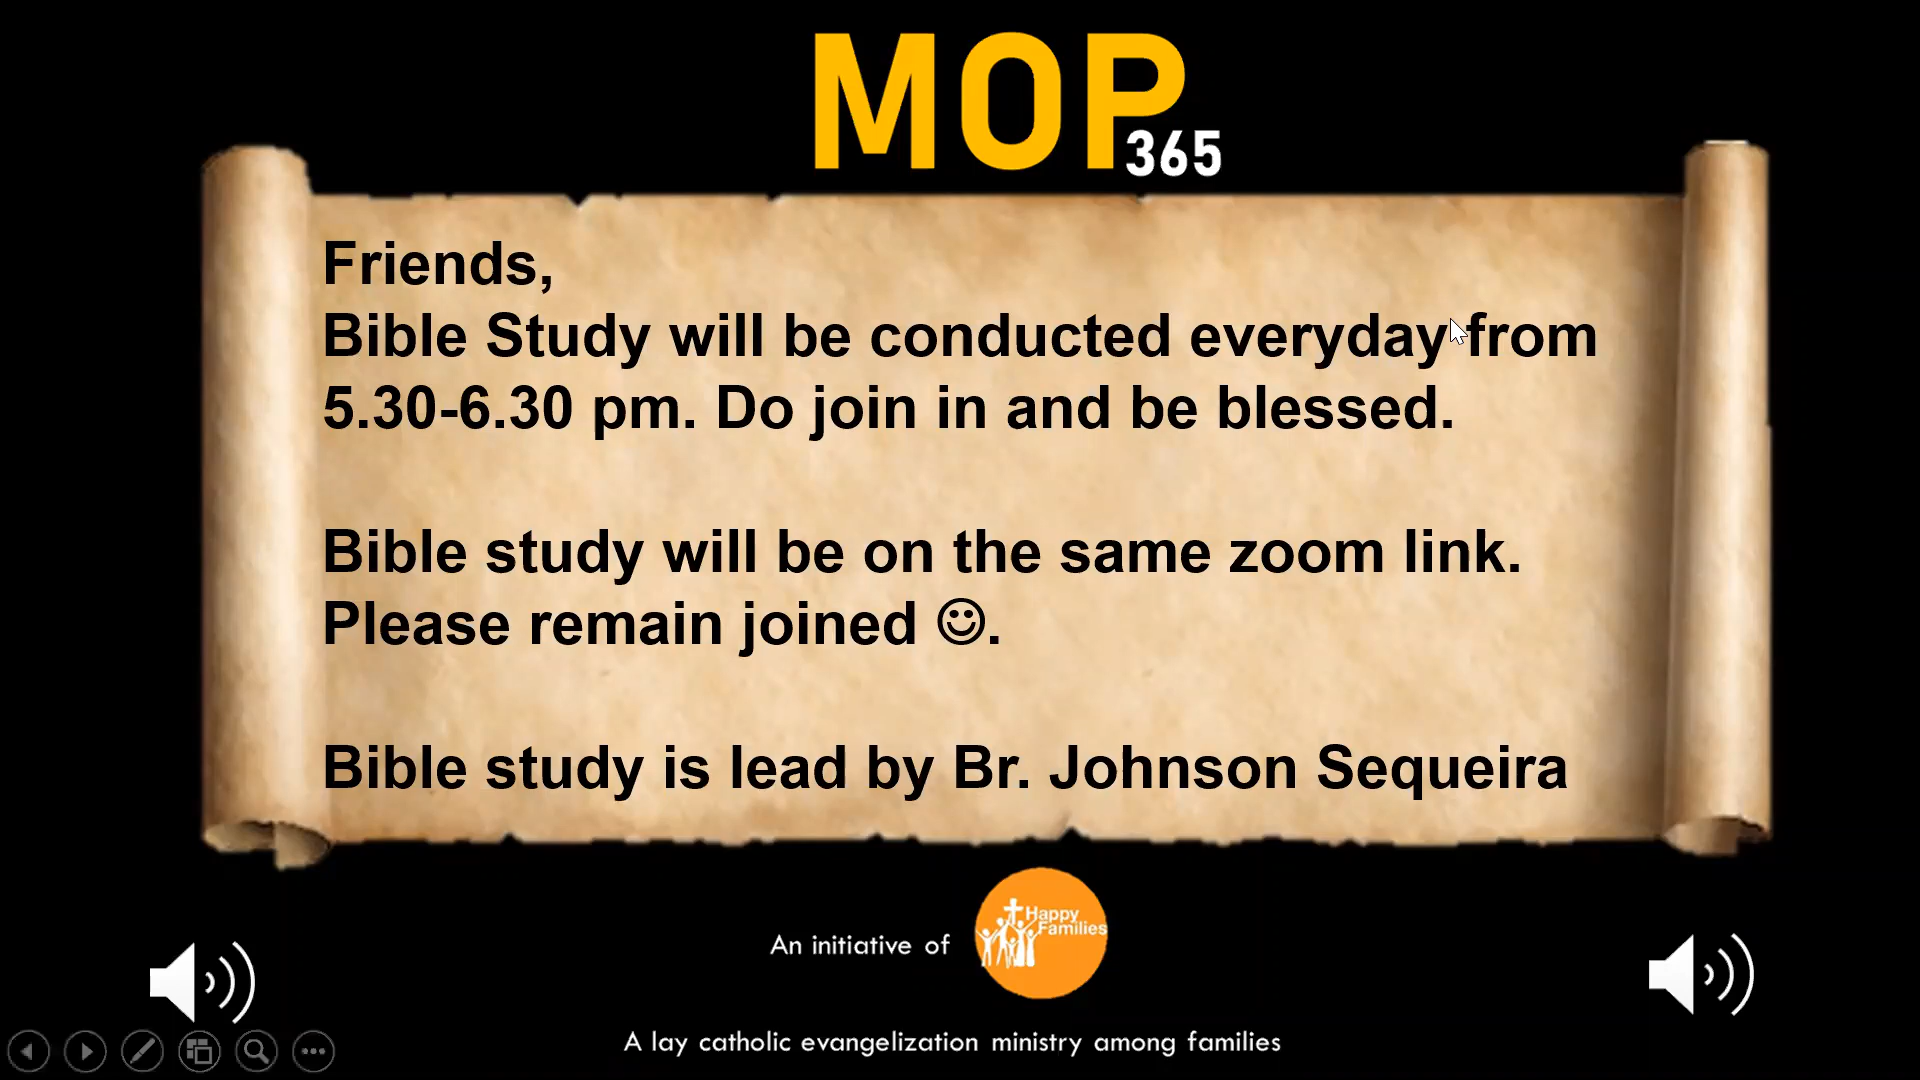 MOP
365
Friends,
Bible Study will be conducted everyday from
5.30-6.30 pm. Do join in and be blessed.
Bible study will be on the same zoom link.
Please remain joined ☺.
Bible study is lead by Br. Johnson Sequeira
An initiative of
Happy
Families
A lay catholic evangelization ministry among families